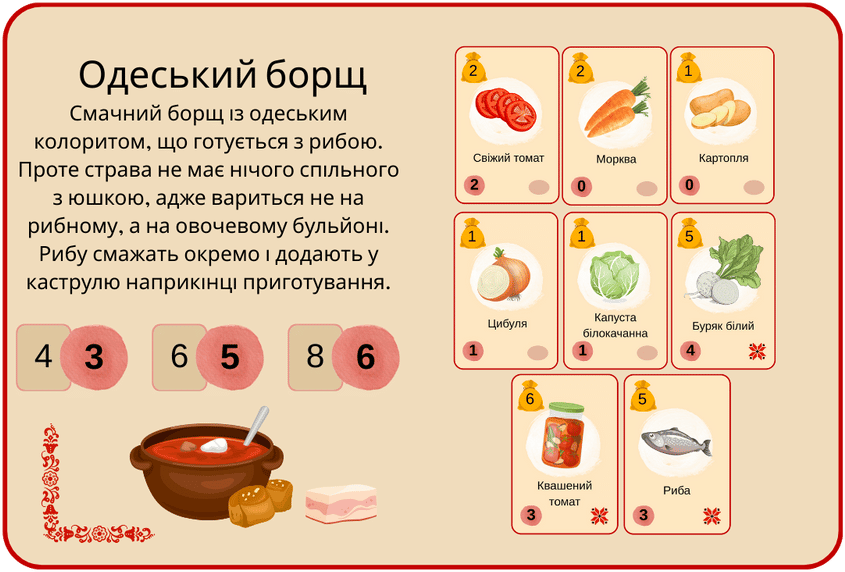 Одеський борщ
Смачний борщ із одеським
колоритом, що готується з рибою.
Проте страва не має нічого спільного
з юшкою, адже вариться не на
рибному, а на овочевому бульйоні.
Рибу смажать окремо і додають у
каструлю наприкінці приготування.
4 3 6 5 8 6
2 2 1
Свіжий томат Морква Картопля
2 0 0
1 1 5
Цибуля
Капуста
білокачанна
Буряк білий
1 1 4
6 5
Квашений
томат
Риба
3 3